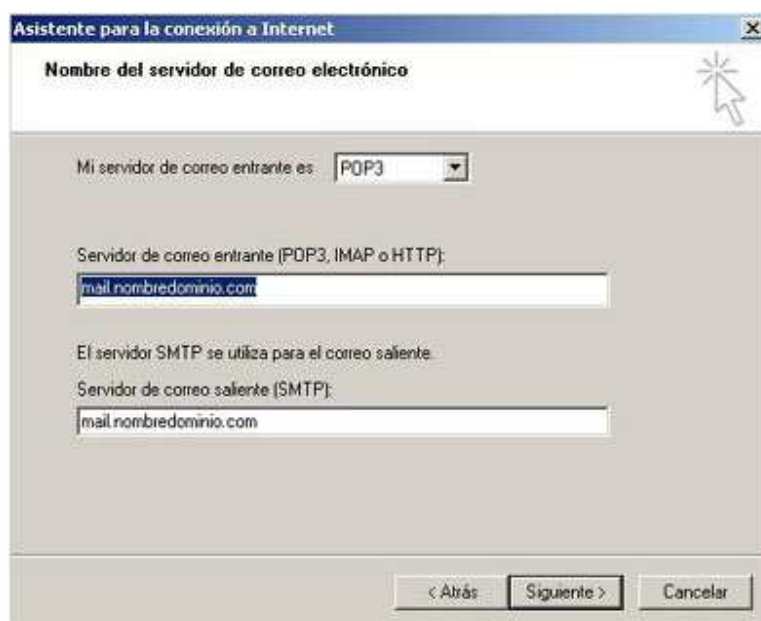 Asistente para la conexión a Internet
Nombre del servidor de correo electrónico
Mi servidor de correo entrante es POP3
Servidor de correo entrante (POP3, IMAP o HTTP):
mail.nombredominio.com
El servidor SMTP se utiliza para el correo saliente.
Servidor de correo saliente (SMTP):
mail.nombredominio.com
< Atrás Siguiente > Cancelar